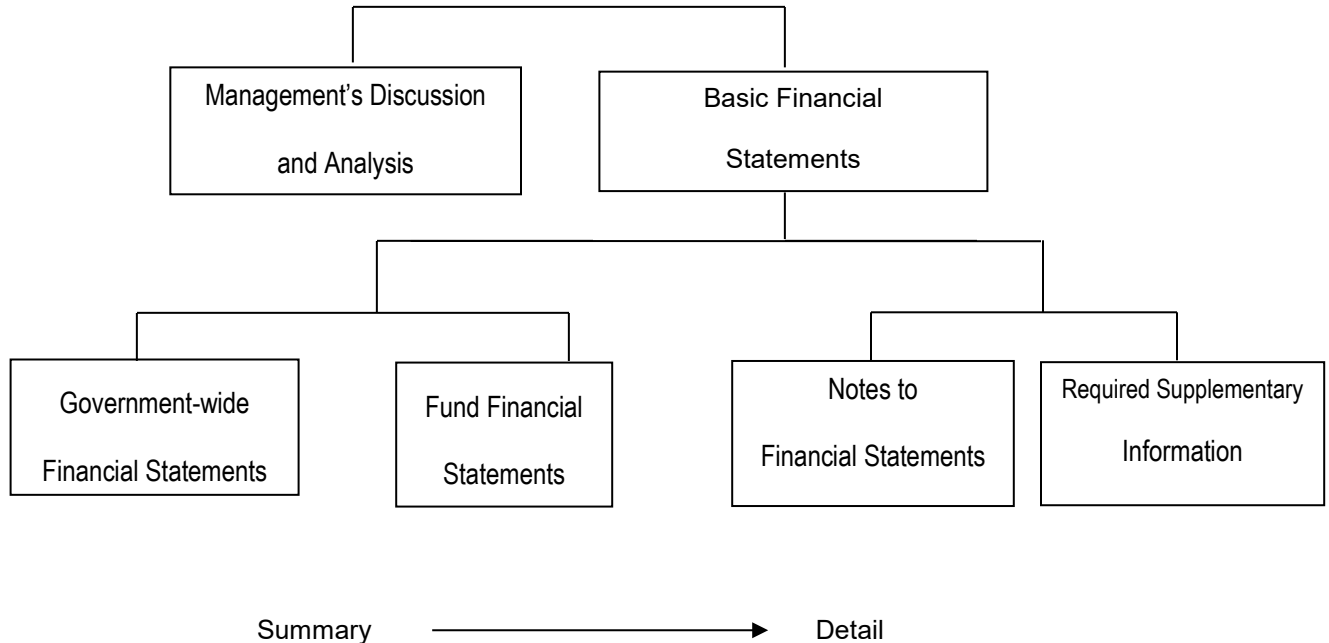 Management’s Discussion
and Analysis
Basic Financial
Statements
Government-wide
Financial Statements
Fund Financial
Statements
Notes to
Financial Statements
Required Supplementary
Information
Summary
Detail